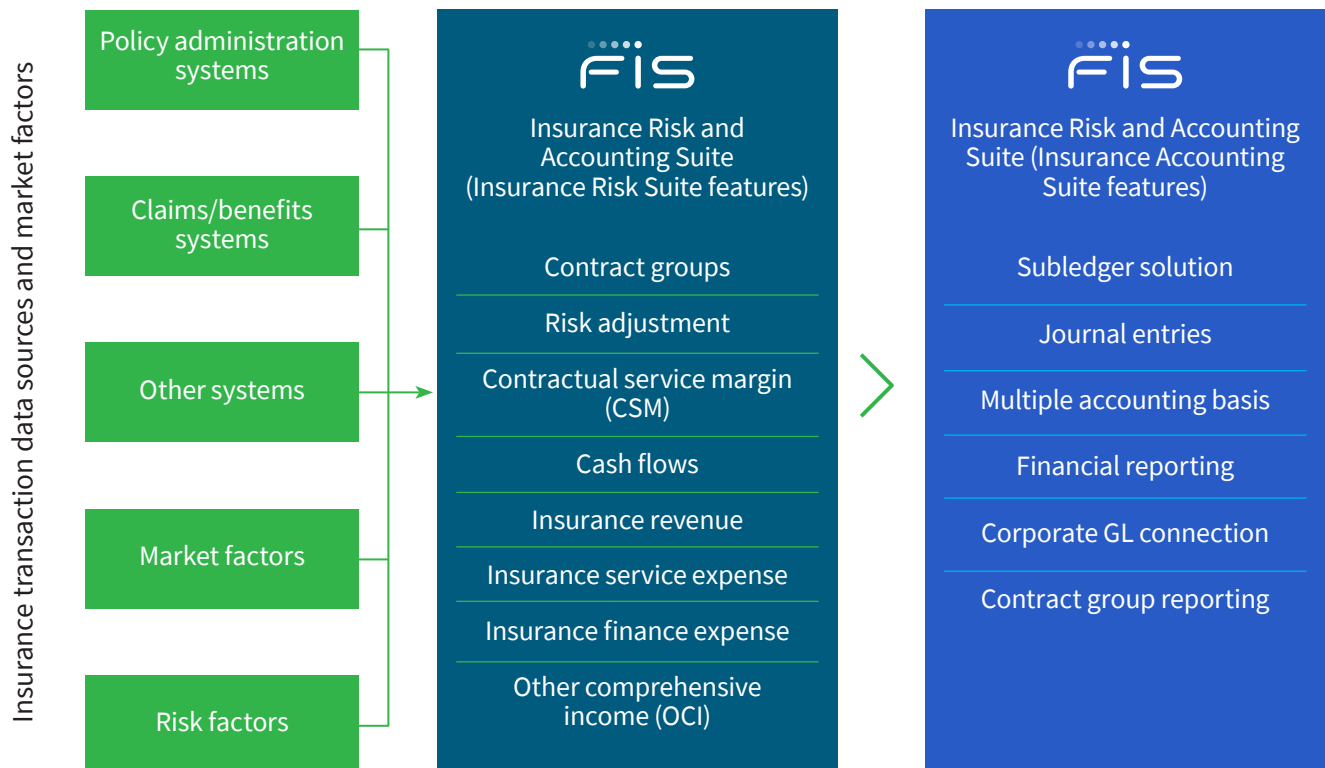 Insurance transaction data sources and market factors
Policy administration
systems
Claims/benefits
systems
Other systems
Market factors
Risk factors
FIS
Insurance Risk and
Accounting Suite
(Insurance Risk Suite features)
Contract groups
Risk adjustment
Contractual service margin
(CSM)
Cash flows
Insurance revenue
Insurance service expense
Insurance finance expense
Other comprehensive
income (OCI)
FIS
Insurance Risk and Accounting
Suite (Insurance Accounting
Suite features)
Subledger solution
Journal entries
Multiple accounting basis
Financial reporting
Corporate GL connection
Contract group reporting